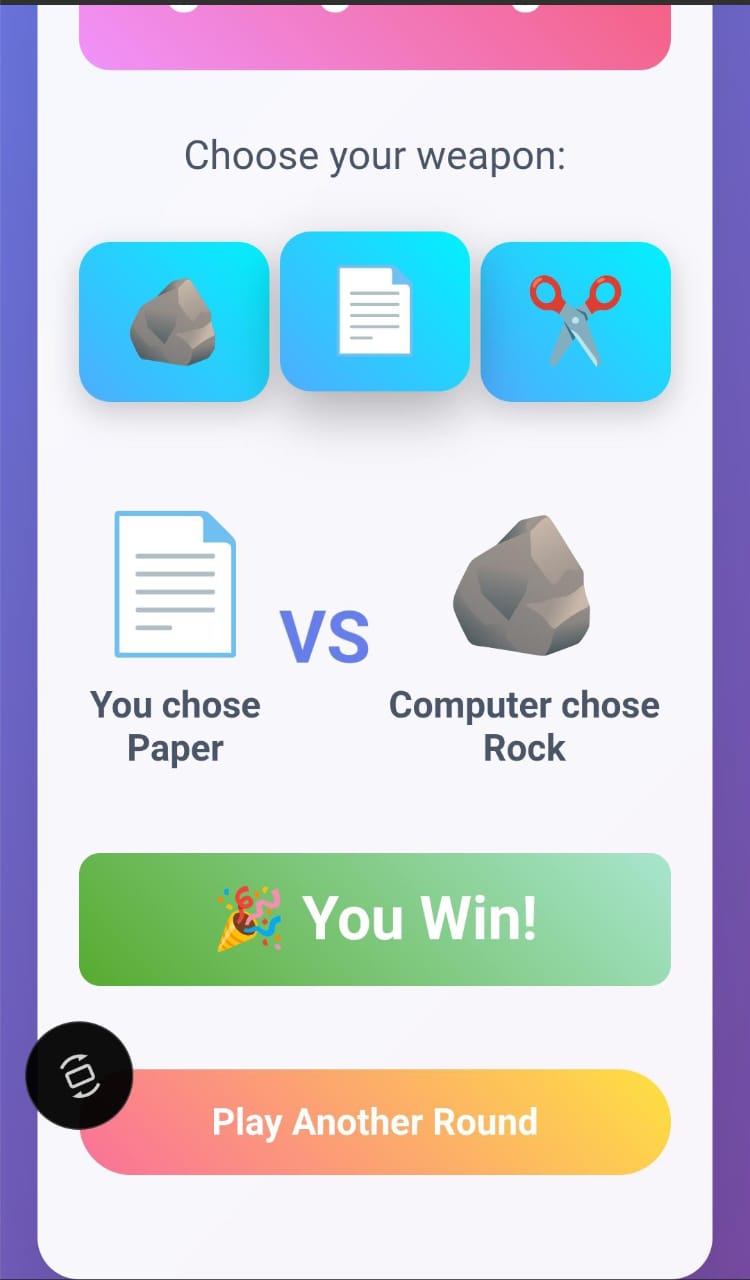 Choose your weapon:
VS
You chose
Paper
Computer chose
Rock
🎉 You Win!
Play Another Round